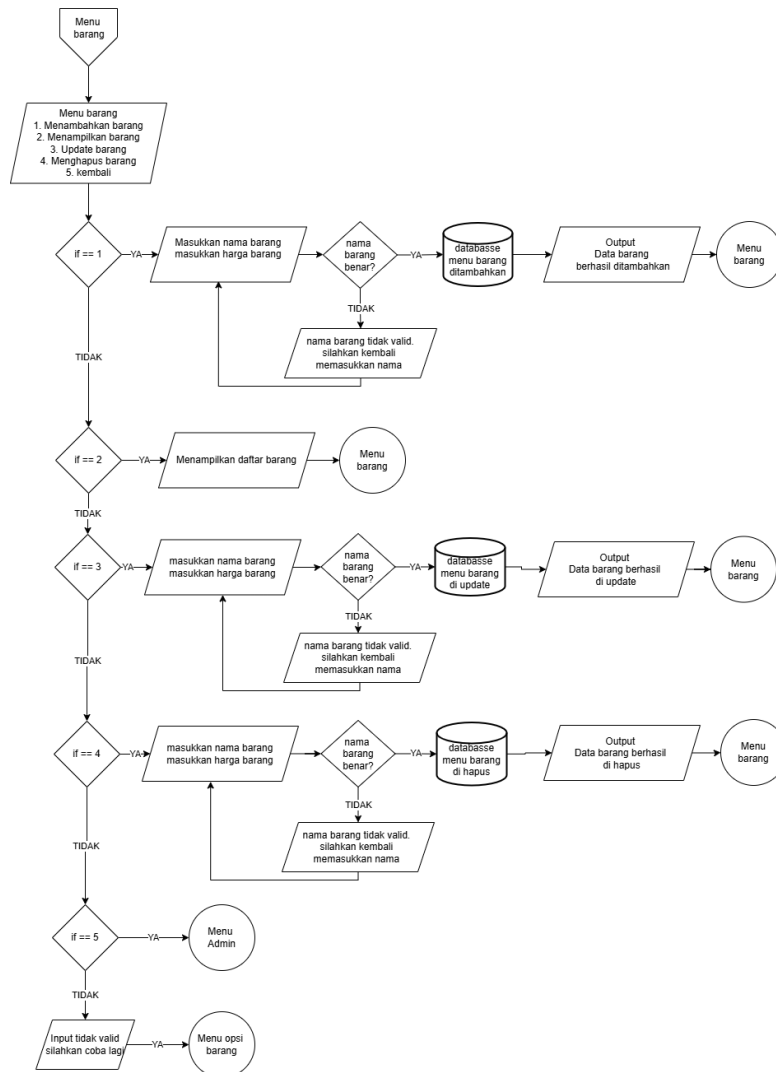 Menu
barang
Menu barang
1. Menambahkan barang
2. Menampilkan barang
3. Update barang
4. Menghapus barang
5. kembali
if == 1
YA
Masukkan nama barang
masukkan harga barang
nama
barang
benar?
YA
databasse
menu barang
ditambahkan
Output
Data barang
berhasil ditambahkan
Menu
barang
TIDAK
nama barang tidak valid.
silahkan kembali
memasukkan nama
TIDAK
if == 2
YA
Menampilkan daftar barang
Menu
barang
TIDAK
if == 3
YA
masukkan nama barang
masukkan harga barang
nama
barang
benar?
YA
databasse
menu barang
di update
Output
Data barang berhasil
di update
Menu
barang
TIDAK
nama barang tidak valid.
silahkan kembali
memasukkan nama
TIDAK
if == 4
YA
masukkan nama barang
masukkan harga barang
nama
barang
benar?
YA
databasse
menu barang
di hapus
Output
Data barang berhasil
di hapus
Menu
barang
TIDAK
nama barang tidak valid.
silahkan kembali
memasukkan nama
TIDAK
if == 5
YA
Menu
Admin
TIDAK
Input tidak valid
silahkan coba lagi
YA
Menu opsi
barang